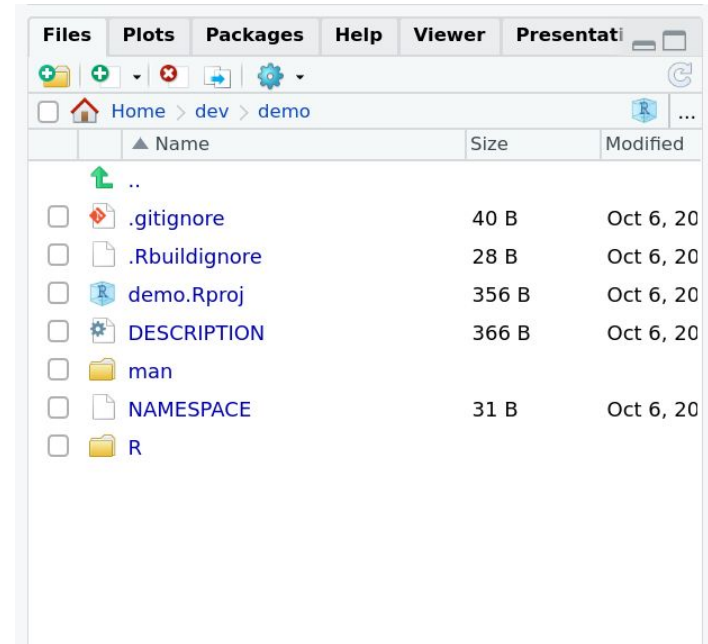 Files Plots Packages Help Viewer Presentati
Home > dev > demo R ...
▲ Name Size Modified
..
.gitignore 40 B Oct 6, 20
.Rbuildignore 28 B Oct 6, 20
R demo.Rproj 356 B Oct 6, 20
DESCRIPTION 366 B Oct 6, 20
man
NAMESPACE 31 B Oct 6, 20
R